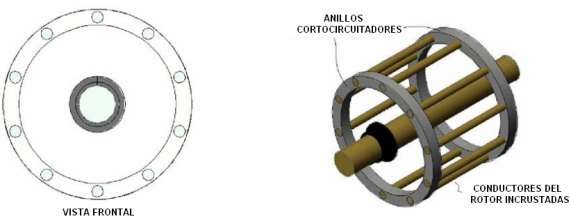 ANILLOS
CORTOCIRCUITADORES
VISTA FRONTAL
CONDUCTORES DEL
ROTOR INCRUSTADAS